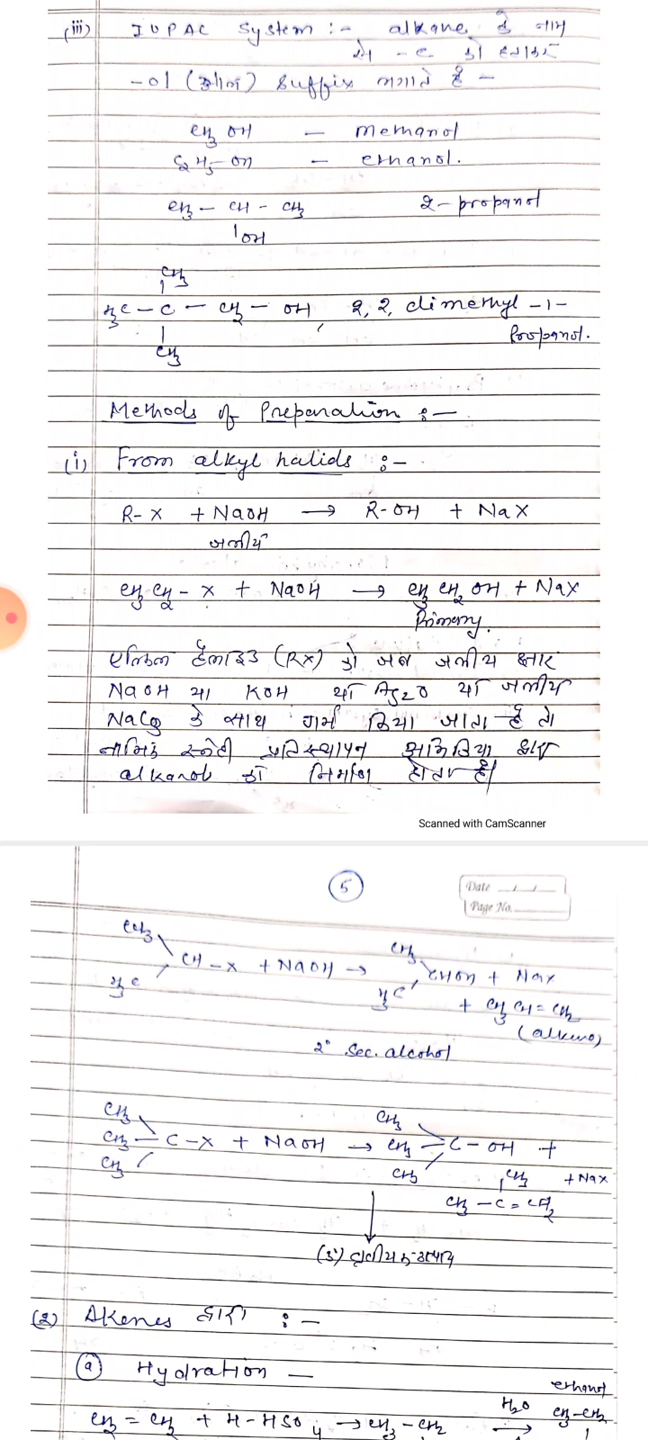 (iii) IUPAC System :- alkane के नाम
से -e को हटाकर
-ol (ऑल) suffix लगाते है -
CH3 OH - methanol
C2H5-OH - ethanol.
CH3 - CH - CH3 2-propanol
OH
CH3
H3C - C - CH2 - OH, 2, 2, dimethyl -1-
Propanol.
CH3
Methods of Preparation :-
(i) From alkyl halids :-
R-X + NaOH → R-OH + NaX
जलीय
CH3 CH2 - X + NaOH → CH3 CH2 OH + NaX
Primary.
एल्किल हैलाइड (RX) को जब जलीय क्षार
NaOH या KOH या Ag2O या जलीय
के साथ गर्म किया जाता है तो
नाभिक स्नेही प्रतिस्थापन अभिक्रिया द्वारा
alkanol का निर्माण होता है।
Scanned with CamScanner
5
Date
Page No.
CH3
CH-X + NaOH → CH3
H3C H3C CHOH + NaX
+ CH3 CH=CH2
(alkene)
2° Sec. alcohol
CH3 CH3
CH3 - C-X + NaOH → CH3 - C-OH +
CH3 CH3 CH3 + NaX
CH3 - C = CH2
(3°)
(2) Akenes द्वारा :-
(a) Hydration -
ethanol
CH2 = CH2 + H-HSO4 → CH3-CH2 H2O → CH3-CH2